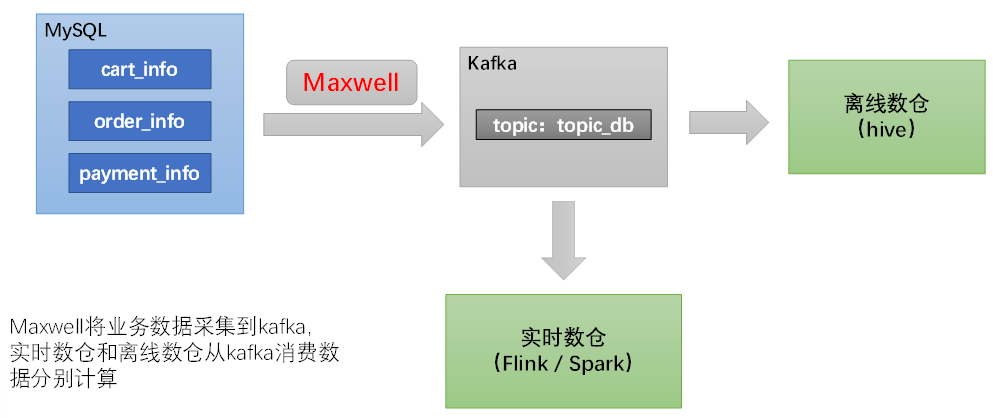 MySQL
cart_info
order_info
payment_info
Maxwell
Kafka
topic：topic_db
离线数仓
（hive）
实时数仓
（Flink / Spark）
Maxwell将业务数据采集到kafka,
实时数仓和离线数仓从kafka消费数
据分别计算